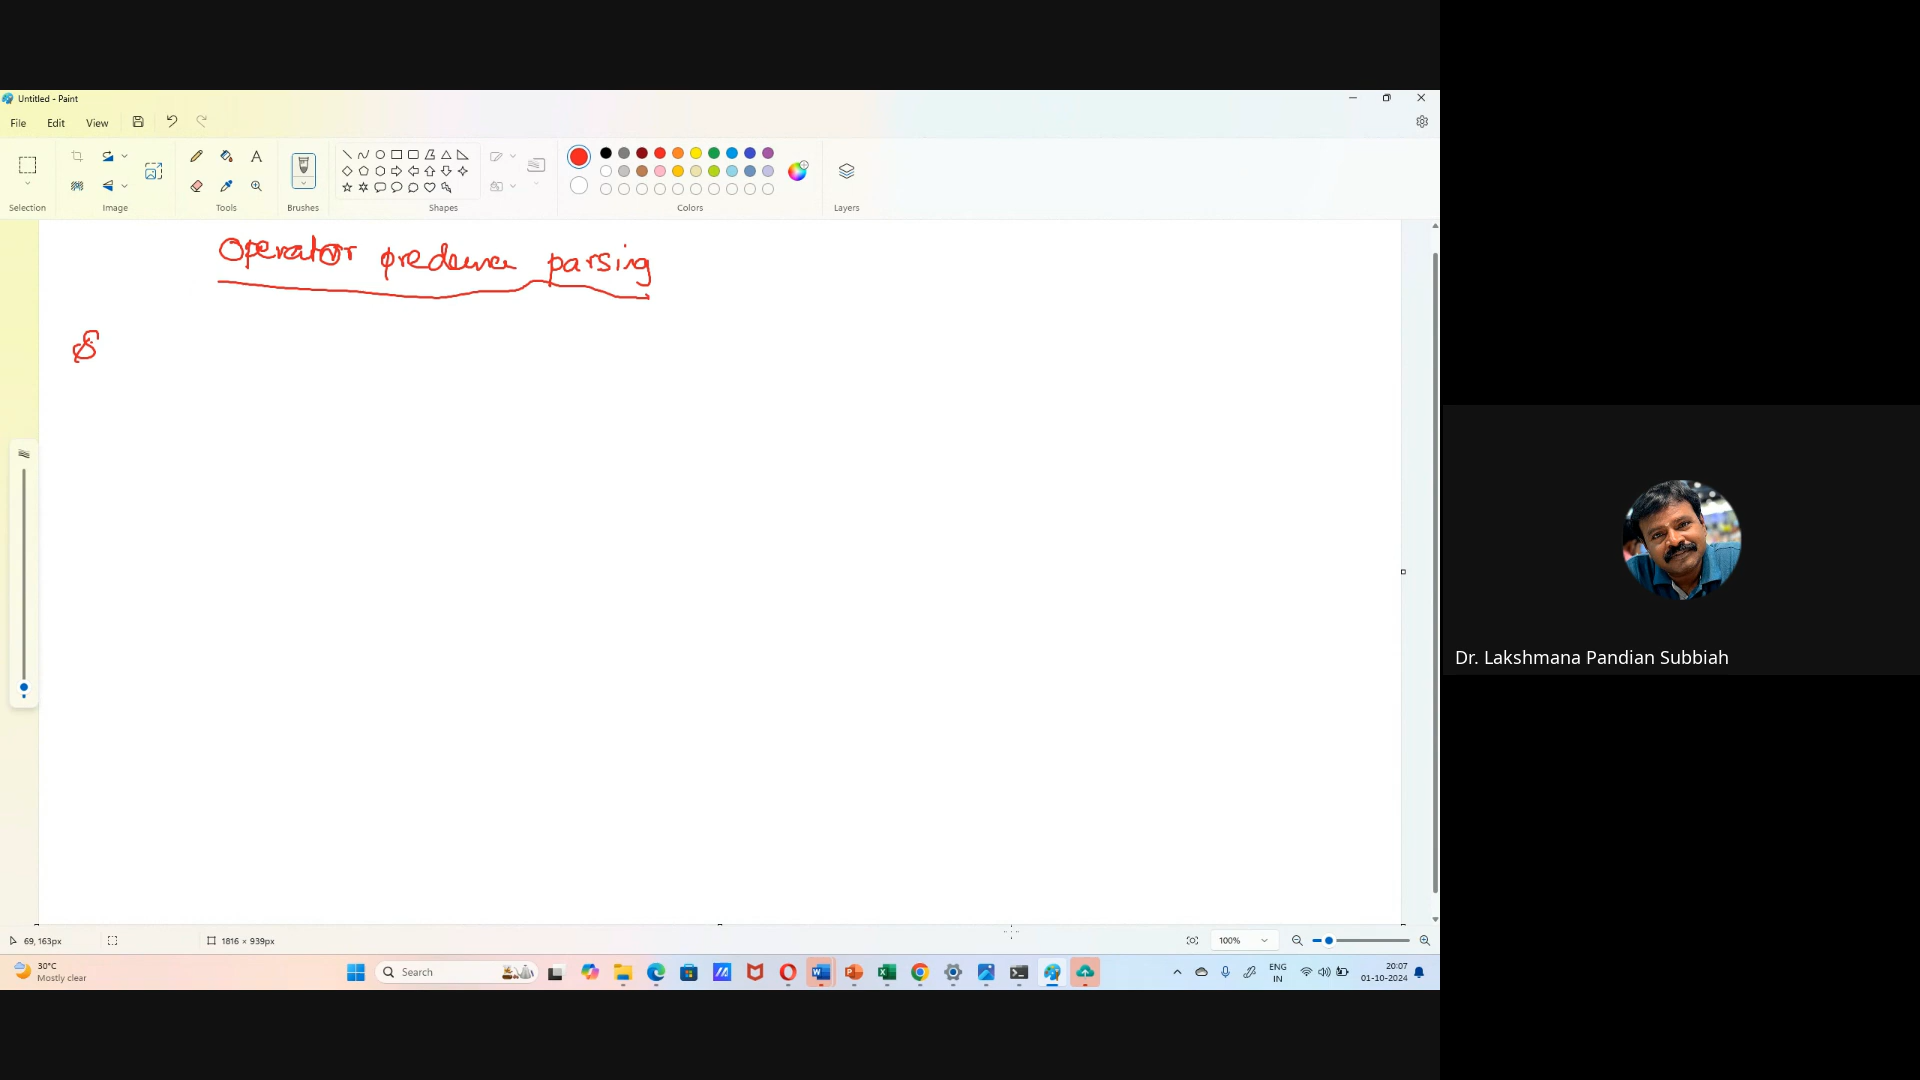 Untitled - Paint
File Edit View
Selection Image Tools Brushes Shapes Colors Layers
Operator predence parsing
S
Dr. Lakshmana Pandian Subbiah
69, 163px 1816 × 939px 100%
30°C
Mostly clear
Search
ENG
IN
20:07
01-10-2024